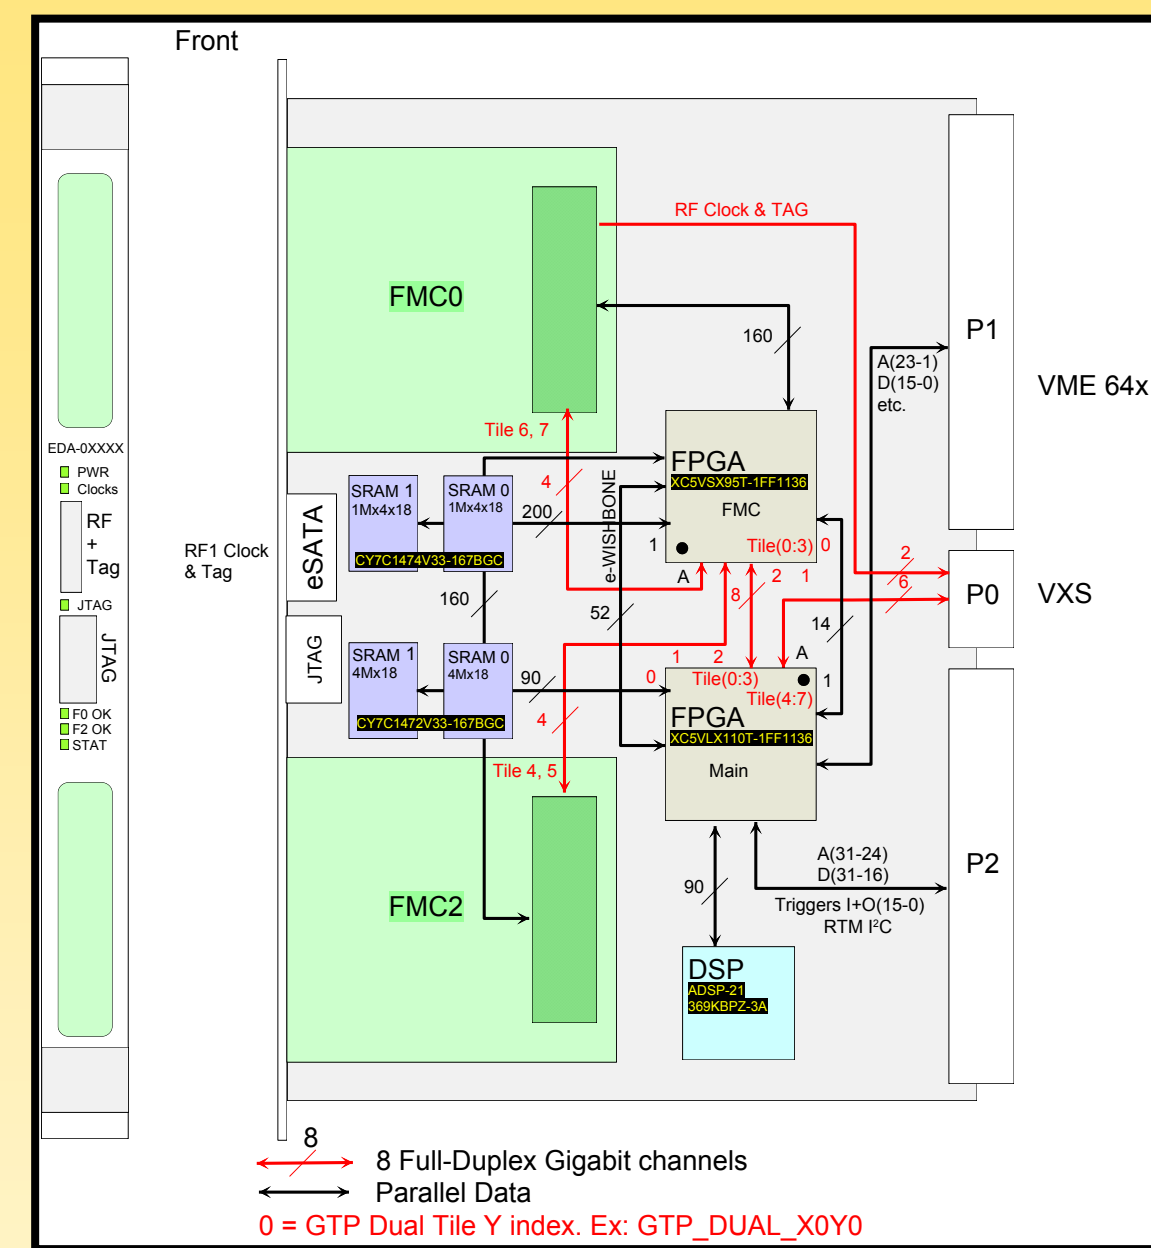 Front
EDA-0XXXX
PWR
Clocks
RF
+
Tag
JTAG
JTAG
F0 OK
F2 OK
STAT
RF1 Clock
& Tag
eSATA
JTAG
FMC0
RF Clock & TAG
160
A(23-1)
D(15-0)
etc.
P1
VME 64x
Tile 6, 7
4
SRAM 1
1Mx4x18
SRAM 0
1Mx4x18
CY7C1474V33-167BGC
200
160
e-WISHBONE
52
FPGA
XC5VSX95T-1FF1136
FMC
1
Tile(0:3)
0
A
8
2
1
14
2
6
P0
VXS
SRAM 1
4Mx18
SRAM 0
4Mx18
CY7C1472V33-167BGC
90
4
0
1
2
A
Tile(0:3)
1
Tile(4:7)
FPGA
XC5VLX110T-1FF1136
Main
Tile 4, 5
FMC2
90
A(31-24)
D(31-16)
Triggers I+O(15-0)
RTM I²C
P2
DSP
ADSP-21
369KBPZ-3A
8
8 Full-Duplex Gigabit channels
Parallel Data
0 = GTP Dual Tile Y index. Ex: GTP_DUAL_X0Y0